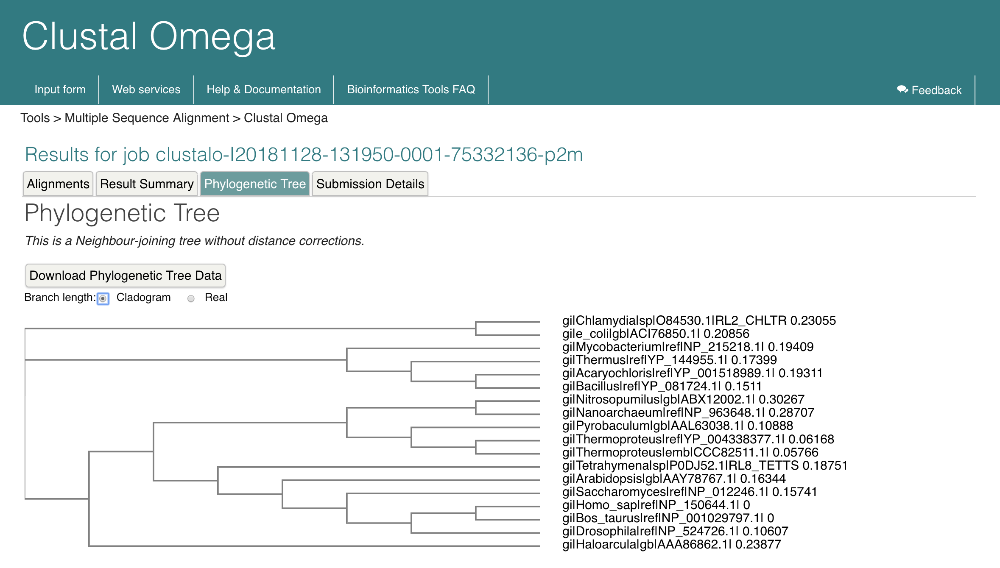 Clustal Omega
Input form
Web services
Help & Documentation
Bioinformatics Tools FAQ
Feedback
Tools > Multiple Sequence Alignment > Clustal Omega
Results for job clustalo-I20181128-131950-0001-75332136-p2m
Alignments
Result Summary
Phylogenetic Tree
Submission Details
Phylogenetic Tree
This is a Neighbour-joining tree without distance corrections.
Download Phylogenetic Tree Data
Branch length: Cladogram Real
gi|Chlamydia|sp|O84530.1|RL2_CHLTR 0.23055
gi|e_coli|gb|ACI76850.1| 0.20856
gi|Mycobacterium|ref|NP_215218.1| 0.19409
gi|Thermus|ref|YP_144955.1| 0.17399
gi|Acaryochloris|ref|YP_001518989.1| 0.19311
gi|Bacillus|ref|YP_081724.1| 0.1511
gi|Nitrosopumilus|gb|ABX12002.1| 0.30267
gi|Nanoarchaeum|ref|NP_963648.1| 0.28707
gi|Pyrobaculum|gb|AAL63038.1| 0.10888
gi|Thermoproteus|ref|YP_004338377.1| 0.06168
gi|Thermoproteus|emb|CCC82511.1| 0.05766
gi|Tetrahymena|sp|P0DJ52.1|RL8_TETTS 0.18751
gi|Arabidopsis|gb|AAY78767.1| 0.16344
gi|Saccharomyces|ref|NP_012246.1| 0.15741
gi|Homo_sap|ref|NP_150644.1| 0
gi|Bos_taurus|ref|NP_001029797.1| 0
gi|Drosophila|ref|NP_524726.1| 0.10607
gi|Haloarcula|gb|AAA86862.1| 0.23877